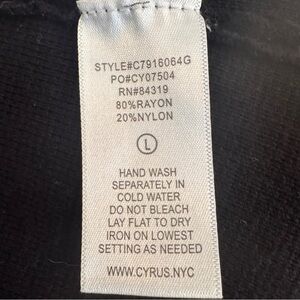 STYLE#C7916064G
PO#CY07504
RN#84319
80%RAYON
20%NYLON
L
HAND WASH
SEPARATELY IN
COLD WATER
DO NOT BLEACH
LAY FLAT TO DRY
IRON ON LOWEST
SETTING AS NEEDED
WWW.CYRUS.NYC